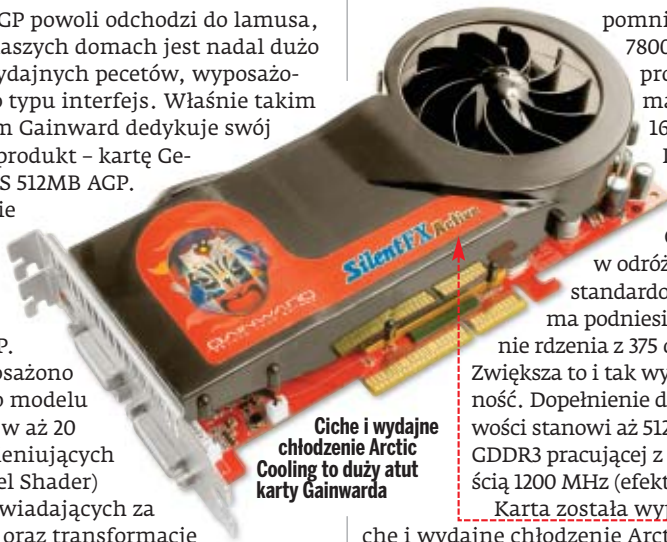 GP powoli odchodzi do lamusa,
aszych domach jest nadal dużo
ydajnych pecetów, wyposażo-
o typu interfejs. Właśnie takim
m Gainward dedykuje swój
produkt – kartę Ge-
S 512MB AGP.
ie
P.
osażono
o modelu
w aż 20
eniujących
el Shader)
wiadających za
oraz transformacje
SilentFX Active
GAINWARD
Ciche i wydajne
chłodzenie Arctic
Cooling to duży atut
karty Gainwarda
pomni
7800
pro
ma
16
w odróż
standardo
ma podniesi
nie rdzenia z 375 d
Zwiększa to i tak wy
ność. Dopełnienie d
wości stanowi aż 512
GDDR3 pracującej z
ścią 1200 MHz (efekt
Karta została wyp
che i wydajne chłodzenie Arct